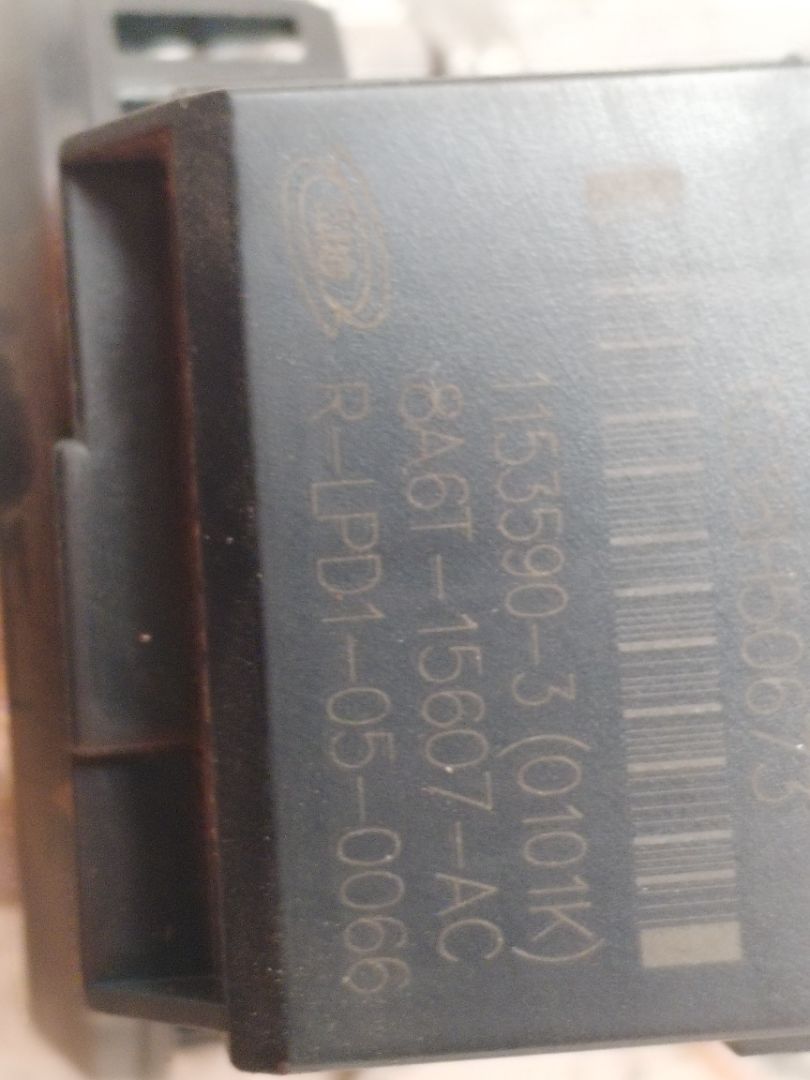 R-LPD1-05-0066
8A6T-15607-AC
1153590-3 (0101K)